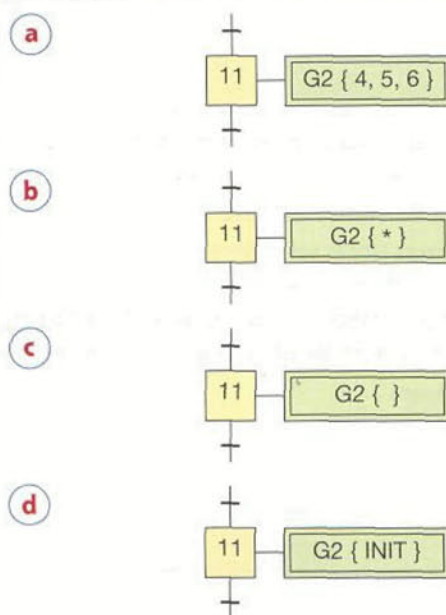 a
11 G2 { 4, 5, 6 }
b
11 G2 { * }
c
11 G2 { }
d
11 G2 { INIT }